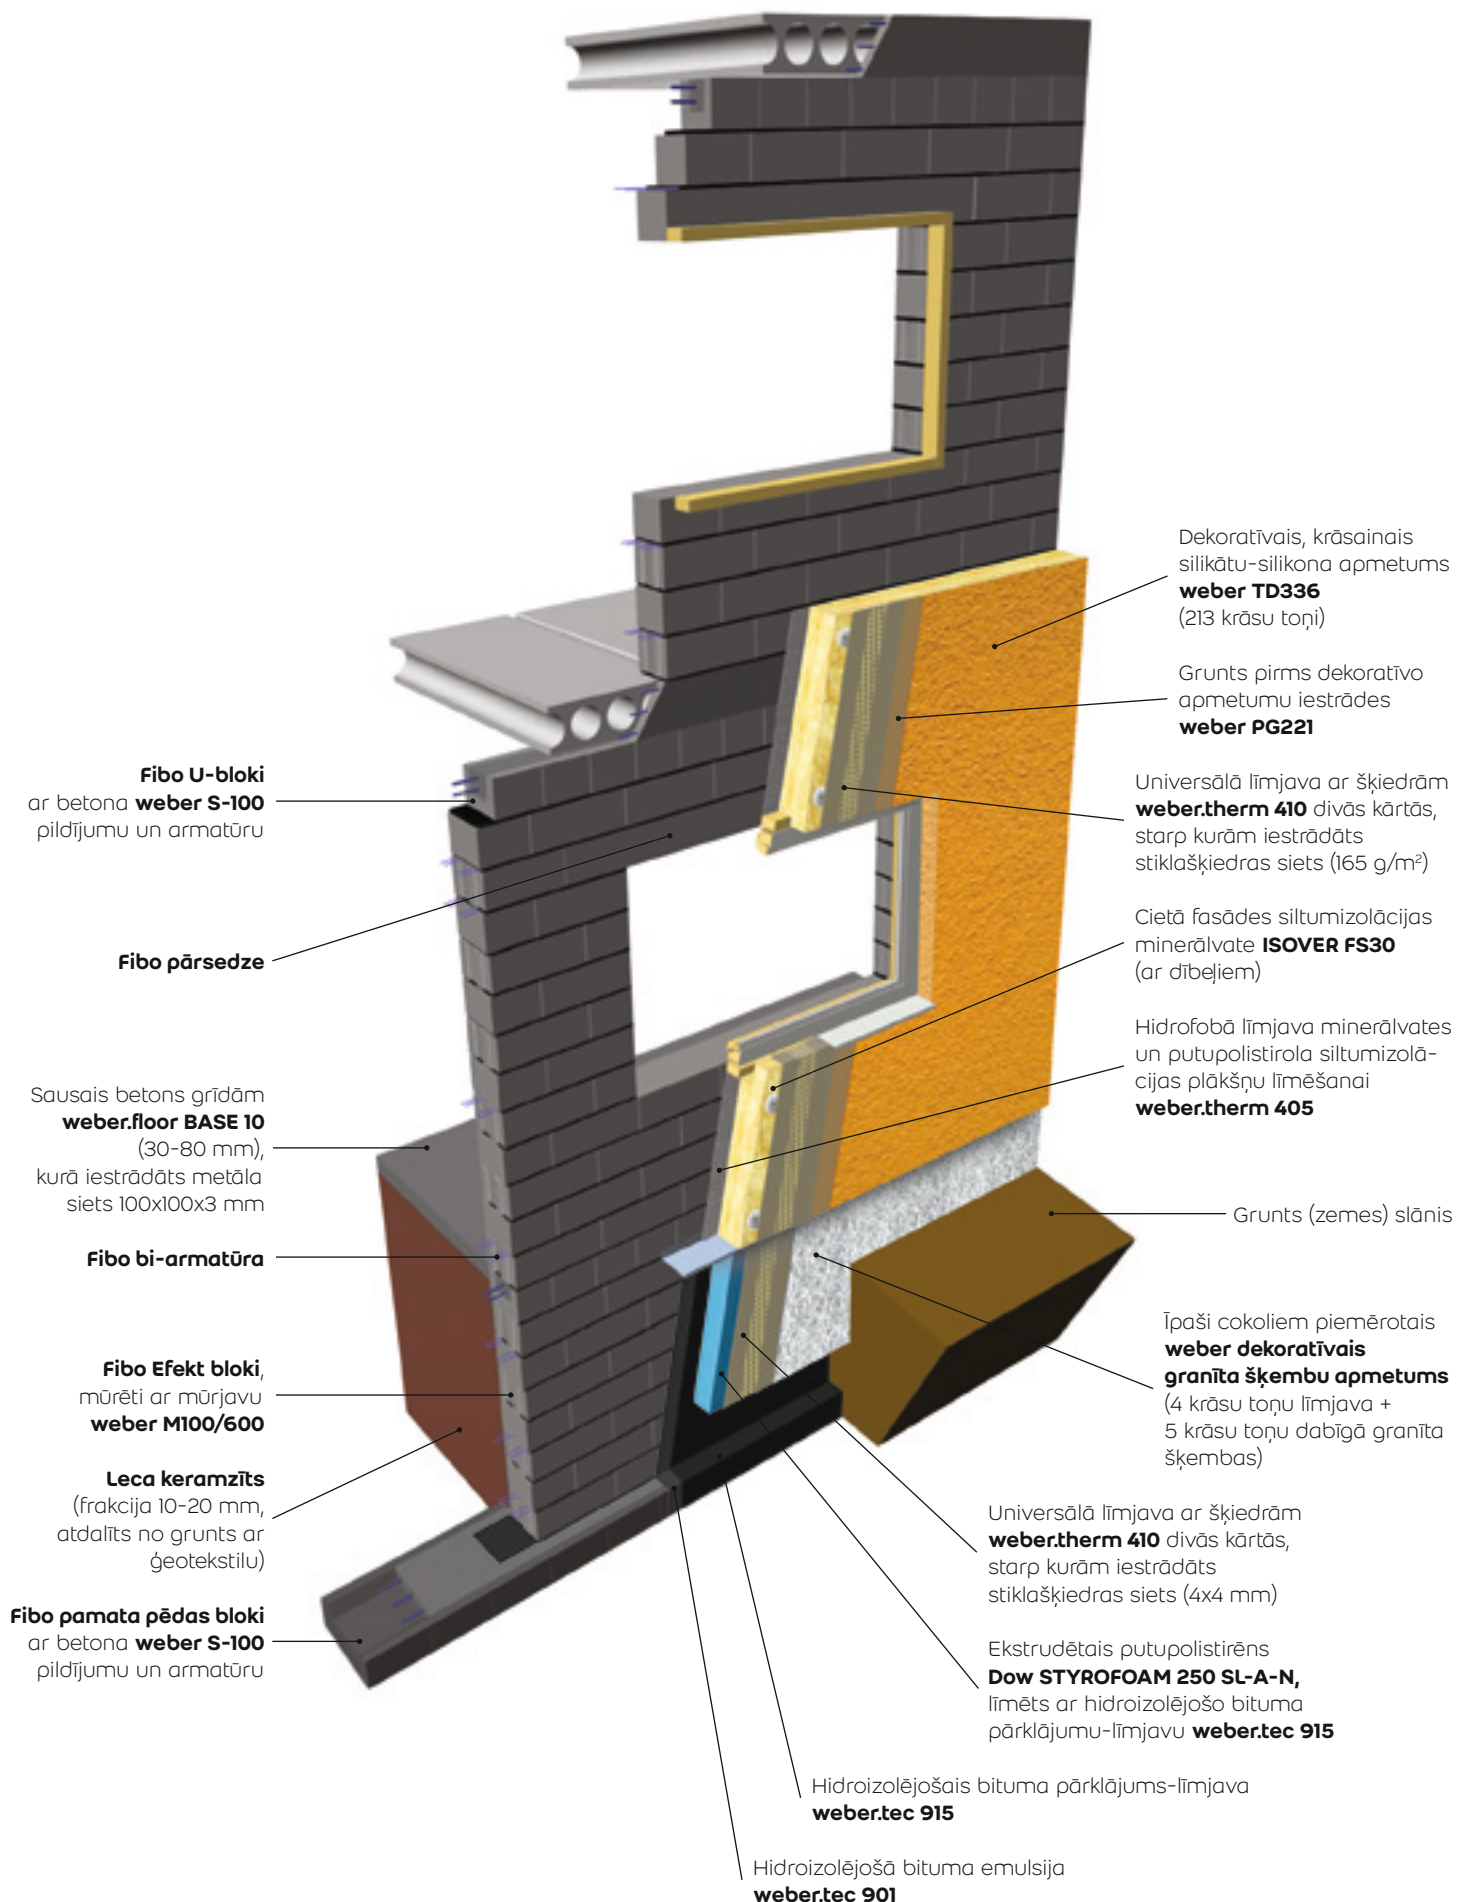 Fibo U-bloki
ar betona weber S-100
pildījumu un armatūru
Fibo pārsedze
Sausais betons grīdām
weber.floor BASE 10
(30-80 mm),
kurā iestrādāts metāla
siets 100x100x3 mm
Fibo bi-armatūra
Fibo Efekt bloki,
mūrēti ar mūrjavu
weber M100/600
Leca keramzīts
(frakcija 10-20 mm,
atdalīts no grunts ar
ģeotekstilu)
Fibo pamata pēdas bloki
ar betona weber S-100
pildījumu un armatūru
Dekoratīvais, krāsainais
silikātu-silikona apmetums
weber TD336
(213 krāsu toņi)
Grunts pirms dekoratīvo
apmetumu iestrādes
weber PG221
Universālā līmjava ar šķiedrām
weber.therm 410 divās kārtās,
starp kurām iestrādāts
stiklašķiedras siets (165 g/m²)
Cietā fasādes siltumizolācijas
minerālvate ISOVER FS30
(ar dībeļiem)
Hidrofobā līmjava minerālvates
un putupolistirola siltumizolā-
cijas plākšņu līmēšanai
weber.therm 405
Grunts (zemes) slānis
Īpaši cokoliem piemērotais
weber dekoratīvais
granīta šķembu apmetums
(4 krāsu toņu līmjava +
5 krāsu toņu dabīgā granīta
šķembas)
Universālā līmjava ar šķiedrām
weber.therm 410 divās kārtās,
starp kurām iestrādāts
stiklašķiedras siets (4x4 mm)
Ekstrudētais putupolistirēns
Dow STYROFOAM 250 SL-A-N,
līmēts ar hidroizolējošo bituma
pārklājumu-līmjavu weber.tec 915
Hidroizolējošais bituma pārklājums-līmjava
weber.tec 915
Hidroizolējošā bituma emulsija
weber.tec 901